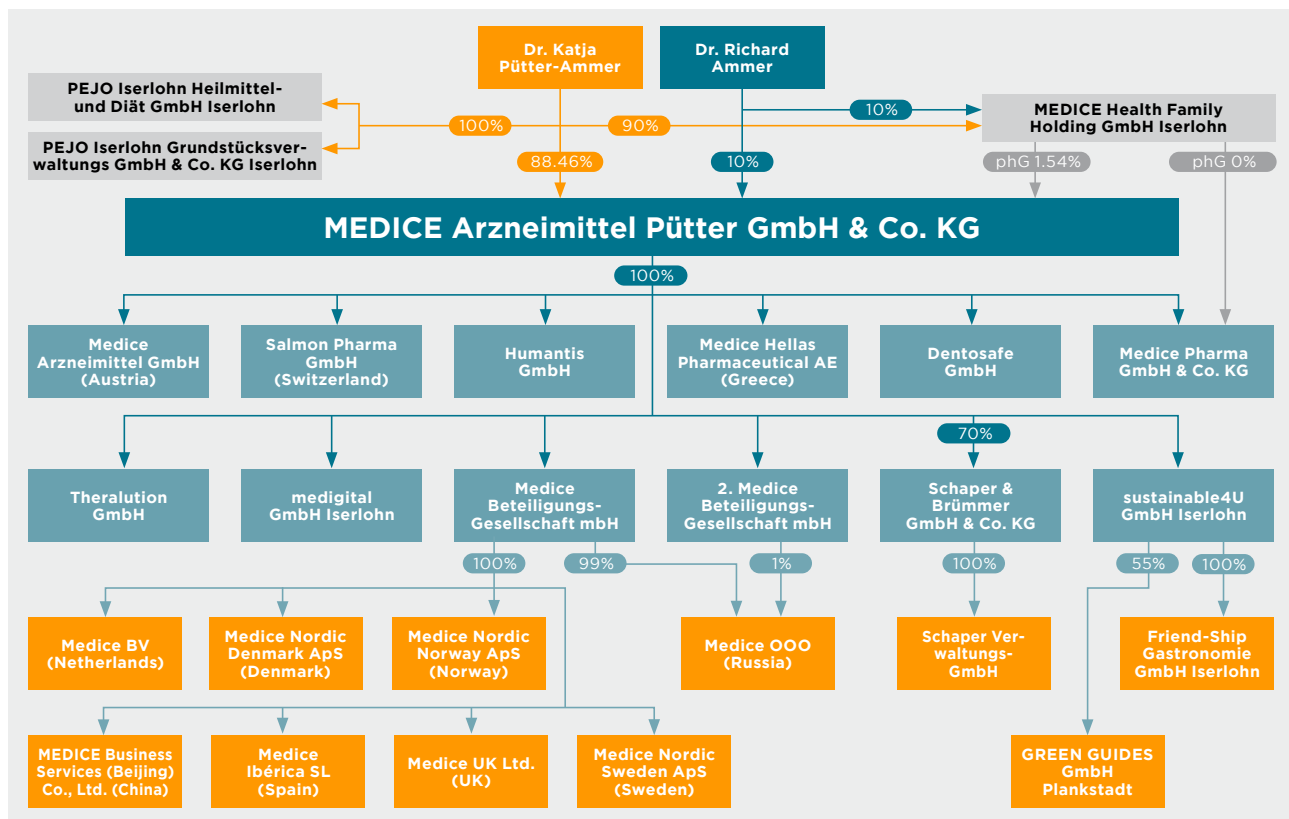 Dr. Katja
Pütter-Ammer
Dr. Richard
Ammer
PEJO Iserlohn Heilmittel-
und Diät GmbH Iserlohn
PEJO Iserlohn Grundstücksver-
waltungs GmbH & Co. KG Iserlohn
MEDICE Health Family
Holding GmbH Iserlohn
10%
100%
90%
88.46%
10%
phG 1.54%
phG 0%
MEDICE Arzneimittel Pütter GmbH & Co. KG
100%
Medice
Arzneimittel GmbH
(Austria)
Salmon Pharma
GmbH
(Switzerland)
Humantis
GmbH
Medice Hellas
Pharmaceutical AE
(Greece)
Dentosafe
GmbH
Medice Pharma
GmbH & Co. KG
70%
Theralution
GmbH
medigital
GmbH Iserlohn
Medice
Beteiligungs-
Gesellschaft mbH
2. Medice
Beteiligungs-
Gesellschaft mbH
Schaper &
Brümmer
GmbH & Co. KG
sustainable4U
GmbH Iserlohn
100%
99%
1%
100%
55%
100%
Medice BV
(Netherlands)
Medice Nordic
Denmark ApS
(Denmark)
Medice Nordic
Norway ApS
(Norway)
Medice OOO
(Russia)
Schaper Ver-
waltungs-
GmbH
Friend-Ship
Gastronomie
GmbH Iserlohn
MEDICE Business
Services (Beijing)
Co., Ltd. (China)
Medice
Ibérica SL
(Spain)
Medice UK Ltd.
(UK)
Medice Nordic
Sweden ApS
(Sweden)
GREEN GUIDES
GmbH
Plankstadt